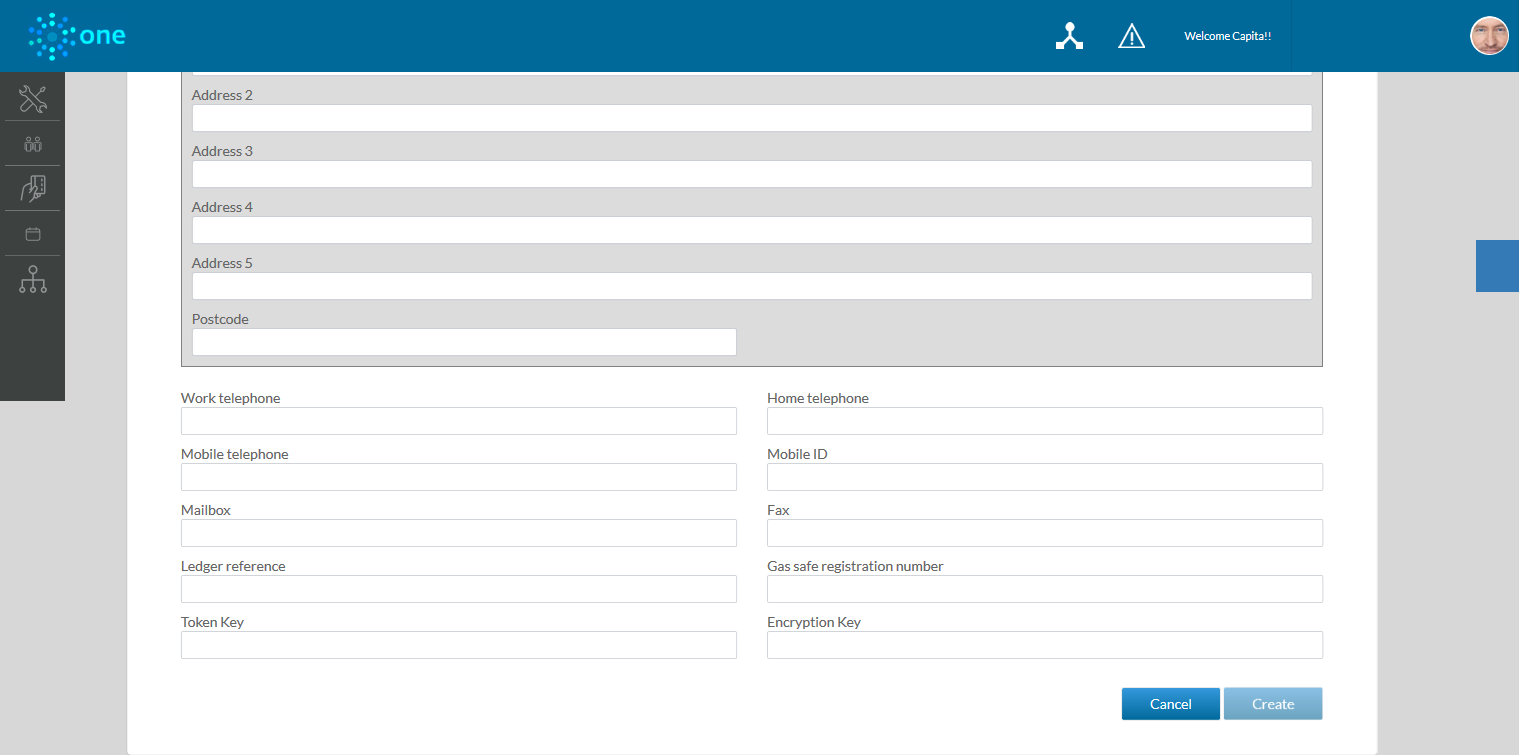 one
Welcome Capita!!
Address 2
Address 3
Address 4
Address 5
Postcode
Work telephone
Home telephone
Mobile telephone
Mobile ID
Mailbox
Fax
Ledger reference
Gas safe registration number
Token Key
Encryption Key
Cancel
Create